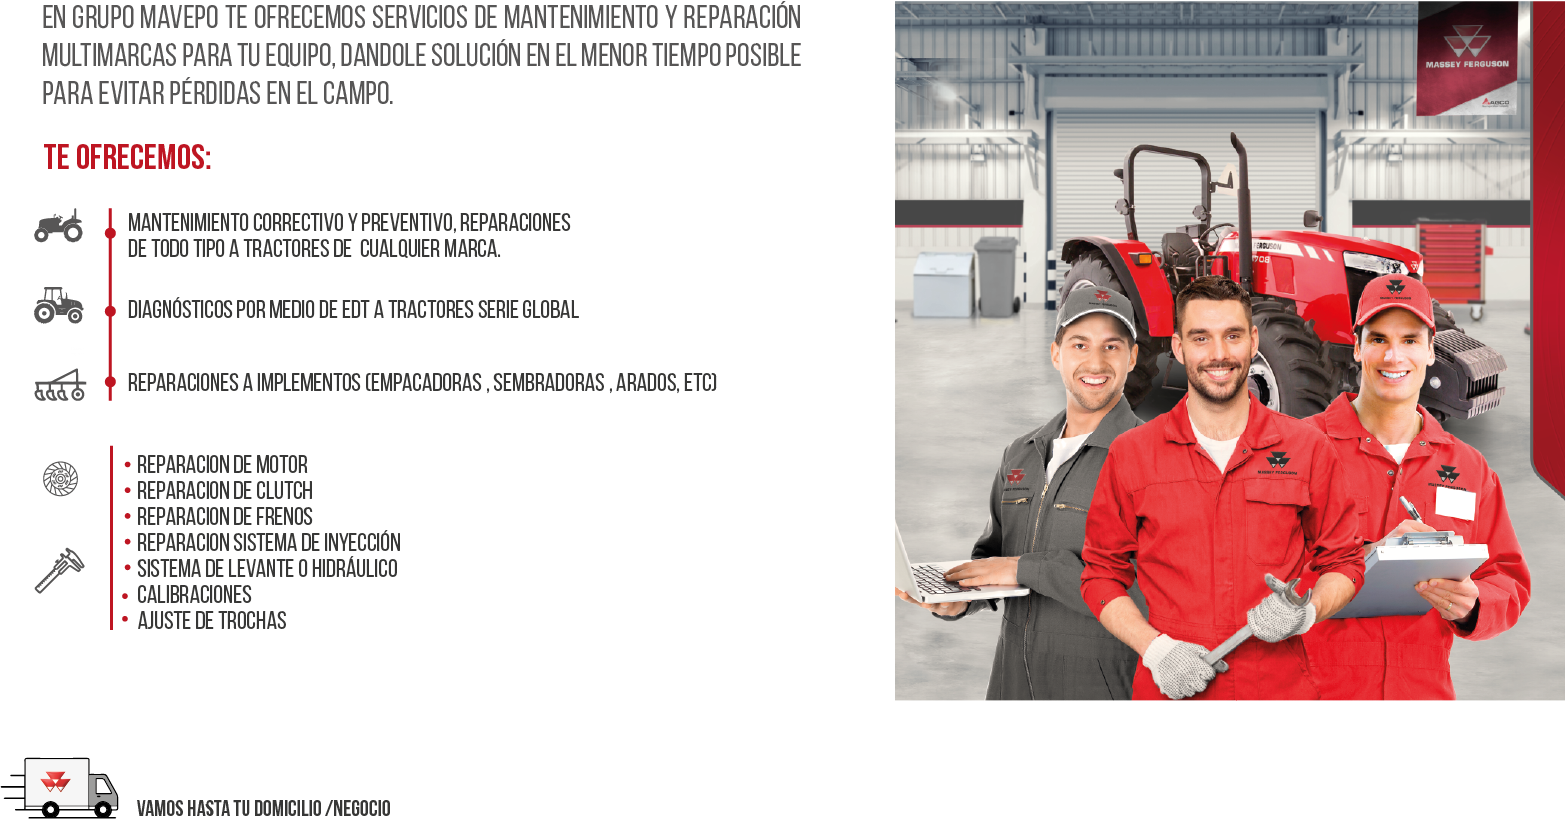 EN GRUPO MAVEPO TE OFRECEMOS SERVICIOS DE MANTENIMIENTO Y REPARACIÓN
MULTIMARCAS PARA TU EQUIPO, DANDOLE SOLUCIÓN EN EL MENOR TIEMPO POSIBLE
PARA EVITAR PÉRDIDAS EN EL CAMPO.
TE OFRECEMOS:
MANTENIMIENTO CORRECTIVO Y PREVENTIVO, REPARACIONES
DE TODO TIPO A TRACTORES DE CUALQUIER MARCA.
DIAGNÓSTICOS POR MEDIO DE EDT A TRACTORES SERIE GLOBAL
REPARACIONES A IMPLEMENTOS (EMPACADORAS , SEMBRADORAS , ARADOS, ETC)
• REPARACION DE MOTOR
• REPARACION DE CLUTCH
• REPARACION DE FRENOS
• REPARACION SISTEMA DE INYECCIÓN
• SISTEMA DE LEVANTE O HIDRÁULICO
• CALIBRACIONES
• AJUSTE DE TROCHAS
VAMOS HASTA TU DOMICILIO /NEGOCIO
MASSEY FERGUSON
AGCO
FERGUSON
MASSEY FERGUSON